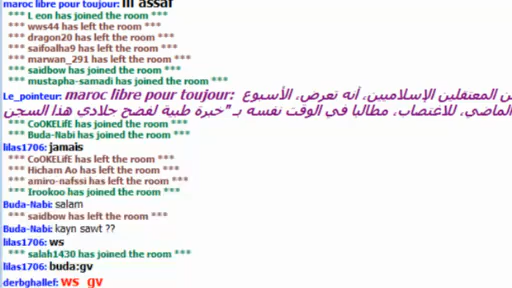 maroc libre pour toujour: lll assaf
*** L eon has joined the room ***
*** wws44 has left the room ***
*** dragon20 has left the room ***
*** saifoalha9 has left the room ***
*** marwan_291 has left the room ***
*** saidbow has joined the room ***
*** mustapha-samadi has joined the room ***
Le_pointeur: maroc libre pour toujour: ن المعتقلين الإسلاميين، أنه تعرض، الأسبوع
الماضي، للاغتصاب، مطالبا في الوقت نفسه بـ "خبرة طبية لفضح جلادي هذا السجن
*** CoOKELiFE has joined the room ***
*** Buda-Nabi has joined the room ***
lilas1706: jamais
*** CoOKELiFE has left the room ***
*** Hicham Ao has left the room ***
*** amiro-nafssi has left the room ***
*** Irookoo has joined the room ***
Buda-Nabi: salam
*** saidbow has left the room ***
Buda-Nabi: kayn sawt ??
lilas1706: ws
*** salah1430 has joined the room ***
lilas1706: buda:gv
derbghallef: ws gv